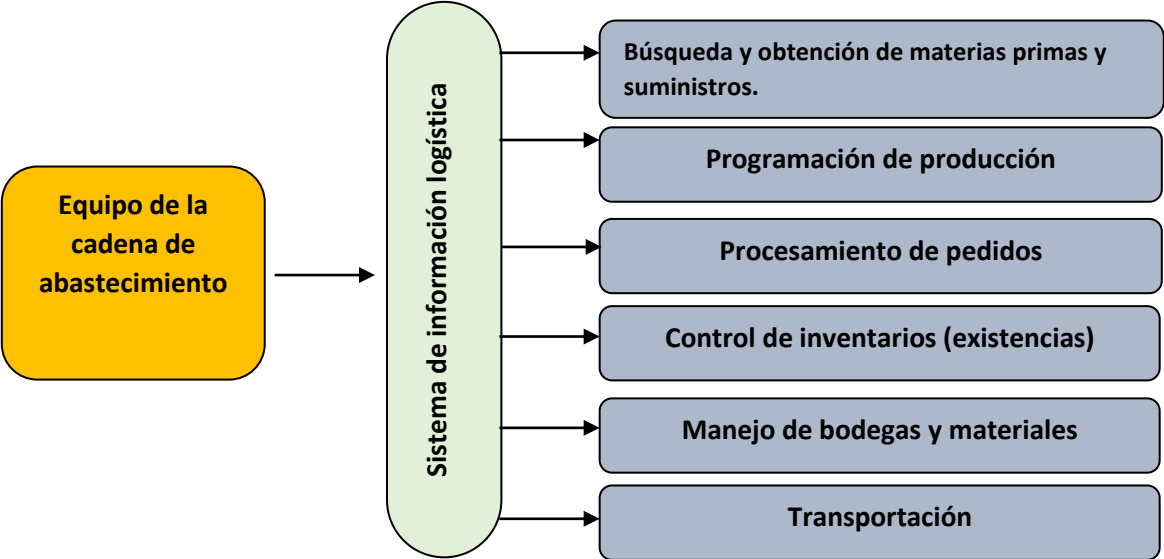 Equipo de la
cadena de
abastecimiento
Sistema de información logística
Búsqueda y obtención de materias primas y
suministros.
Programación de producción
Procesamiento de pedidos
Control de inventarios (existencias)
Manejo de bodegas y materiales
Transportación